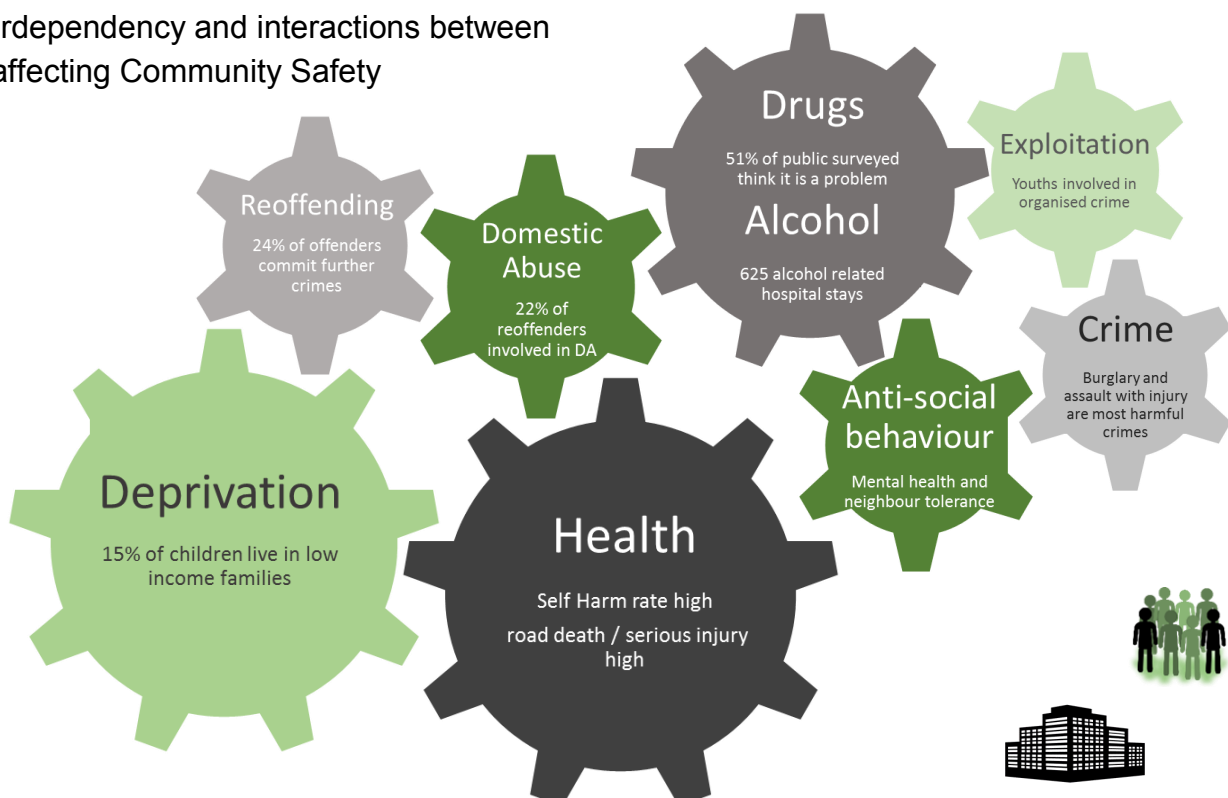 rdependency and interactions between
affecting Community Safety
Drugs
51% of public surveyed
think it is a problem
Alcohol
625 alcohol related
hospital stays
Exploitation
Youths involved in
organised crime
Reoffending
24% of offenders
commit further
crimes
Domestic
Abuse
22% of
reoffenders
involved in DA
Crime
Burglary and
assault with injury
are most harmful
crimes
Anti-social
behaviour
Mental health and
neighbour tolerance
Deprivation
15% of children live in low
income families
Health
Self Harm rate high
road death / serious injury
high